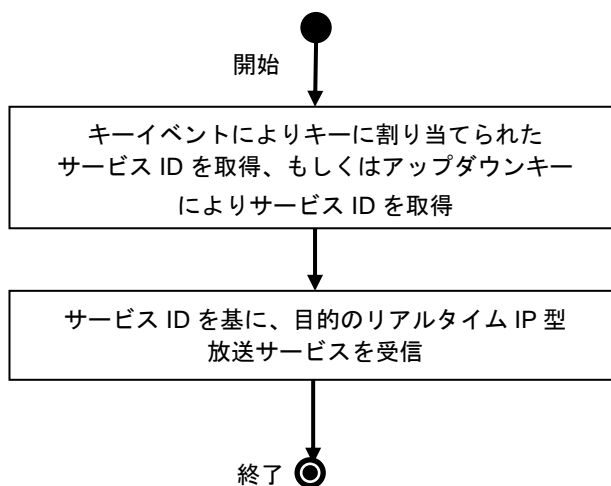 開始
キーイベントによりキーに割り当てられた
サービス ID を取得、もしくはアップダウンキー
によりサービス ID を取得
サービス ID を基に、目的のリアルタイム IP 型
放送サービスを受信
終了